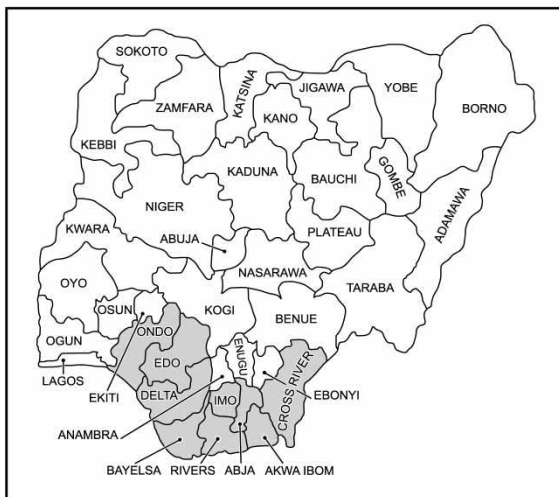 SOKOTO
KATSINA
JIGAWA
YOBE
BORNO
ZAMFARA
KANO
KEBBI
KADUNA
BAUCHI
GOMBE
ADAMAWA
NIGER
KWARA
ABUJA
PLATEAU
NASARAWA
OYO
TARABA
OSUN
KOGI
BENUE
ONDO
OGUN
EDO
ENUGU
CROSS RIVER
LAGOS
EKITI
DELTA
IMO
EBONYI
ANAMBRA
BAYELSA
RIVERS
ABJA
AKWA IBOM